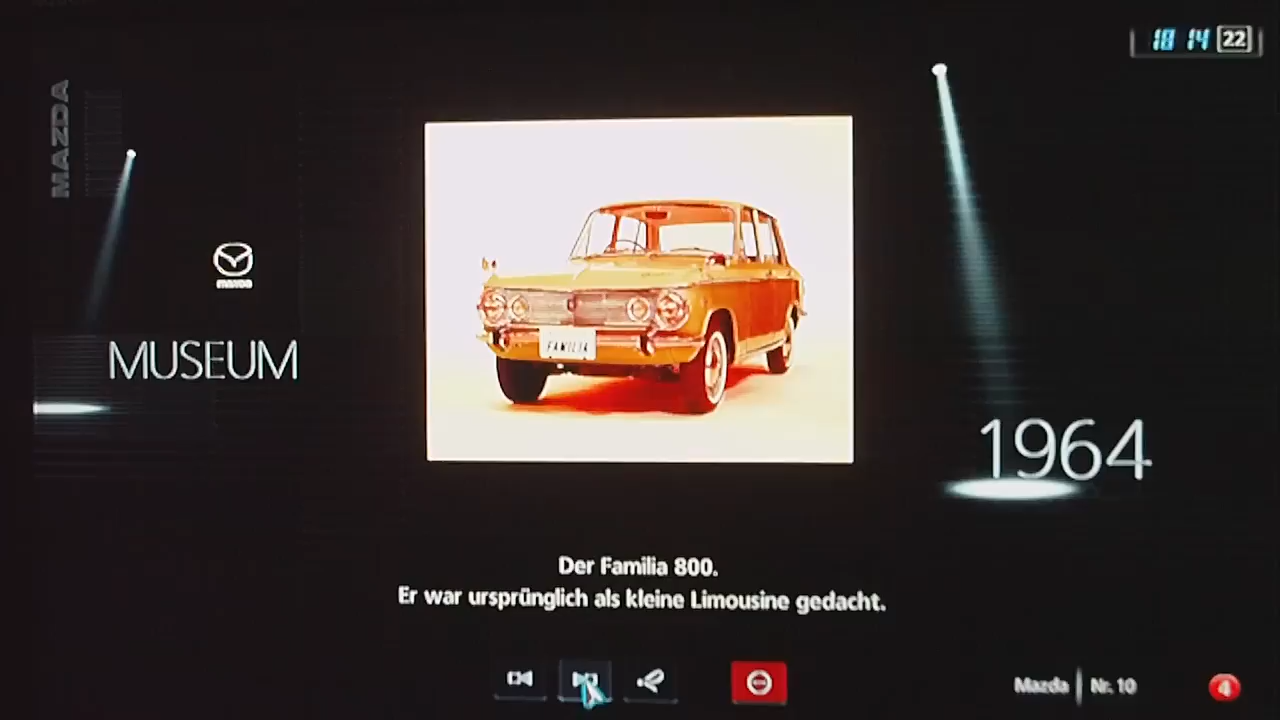 18 14 22
MAZDA
mazda
MUSEUM
FAMILIA
1964
Der Familia 800.
Er war ursprünglich als kleine Limousine gedacht.
Mazda | Nr. 10
4